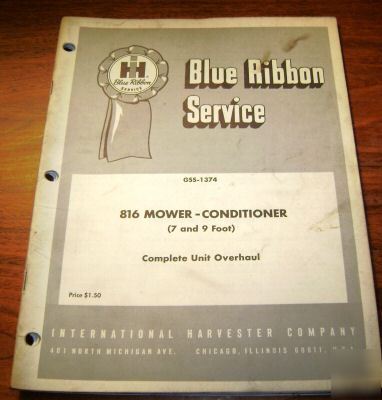 IH
Blue Ribbon
SERVICE
Blue Ribbon
Service
GSS-1374
816 MOWER-CONDITIONER
(7 and 9 Foot)
Complete Unit Overhaul
Price $1.50
INTERNATIONAL HARVESTER COMPANY
401 NORTH MICHIGAN AVE. CHICAGO, ILLINOIS 60611, U.S.A.